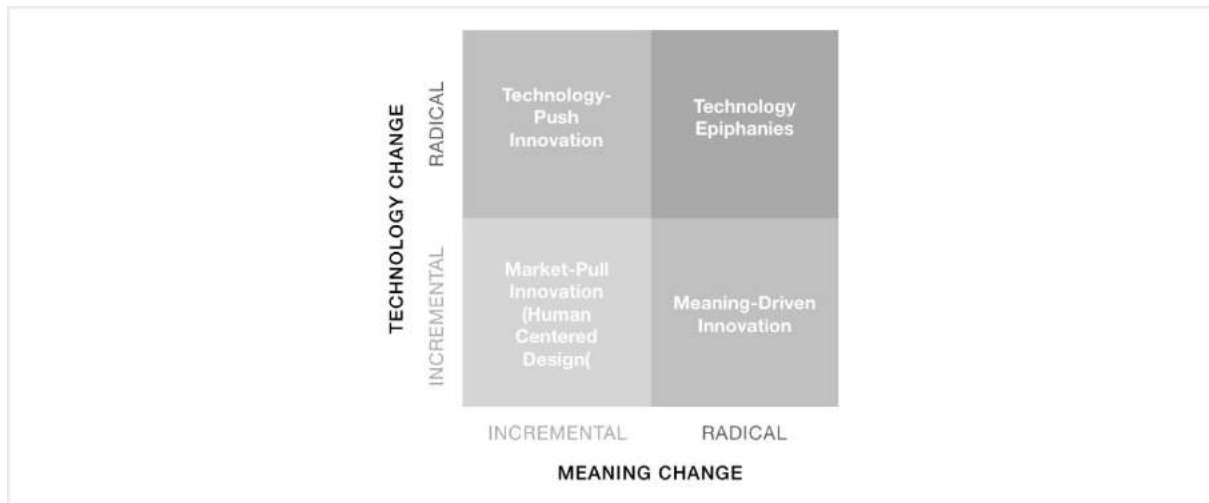 TECHNOLOGY CHANGE
RADICAL
INCREMENTAL
Technology-
Push
Innovation
Technology
Epiphanies
Market-Pull
Innovation
(Human
Centered
Design(
Meaning-Driven
Innovation
INCREMENTAL
RADICAL
MEANING CHANGE